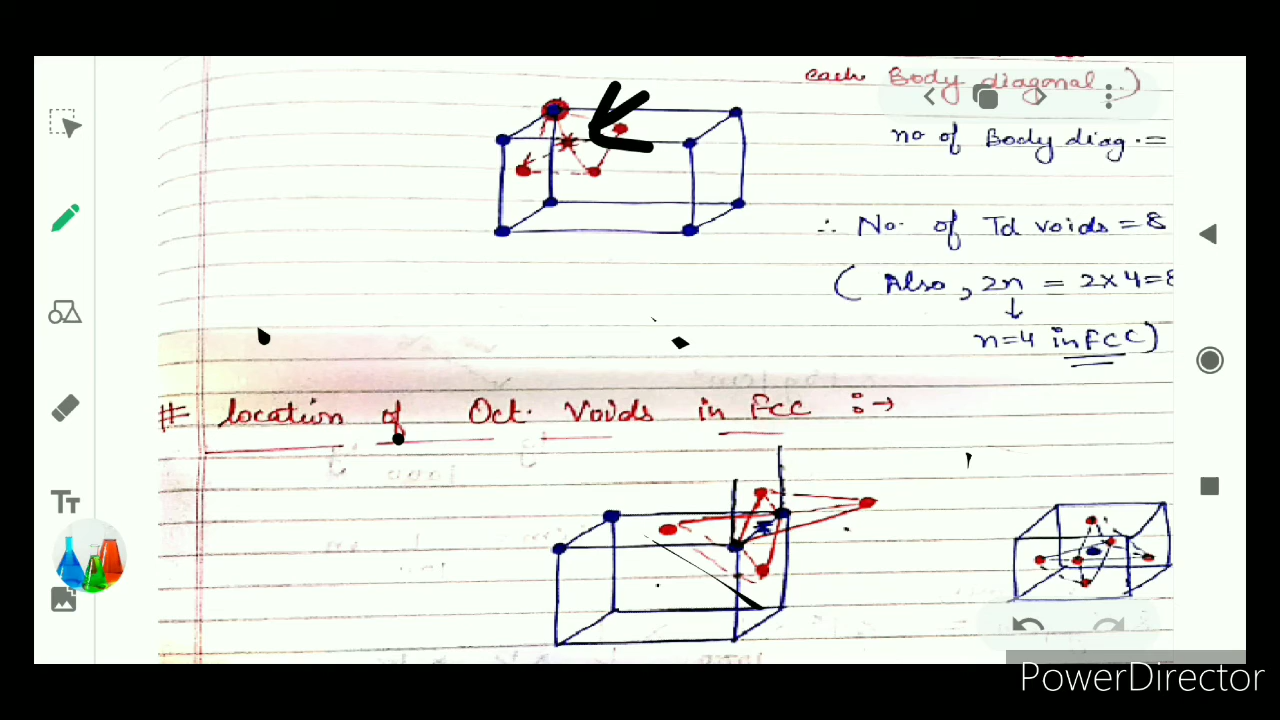 each Body diagonal.)
no of Body diag. =
∴ No. of Td voids = 8
( Also, 2n = 2×4=8
↓
n=4 in FCC)
# location of Oct. Voids in FCC :→
Tt
PowerDirector